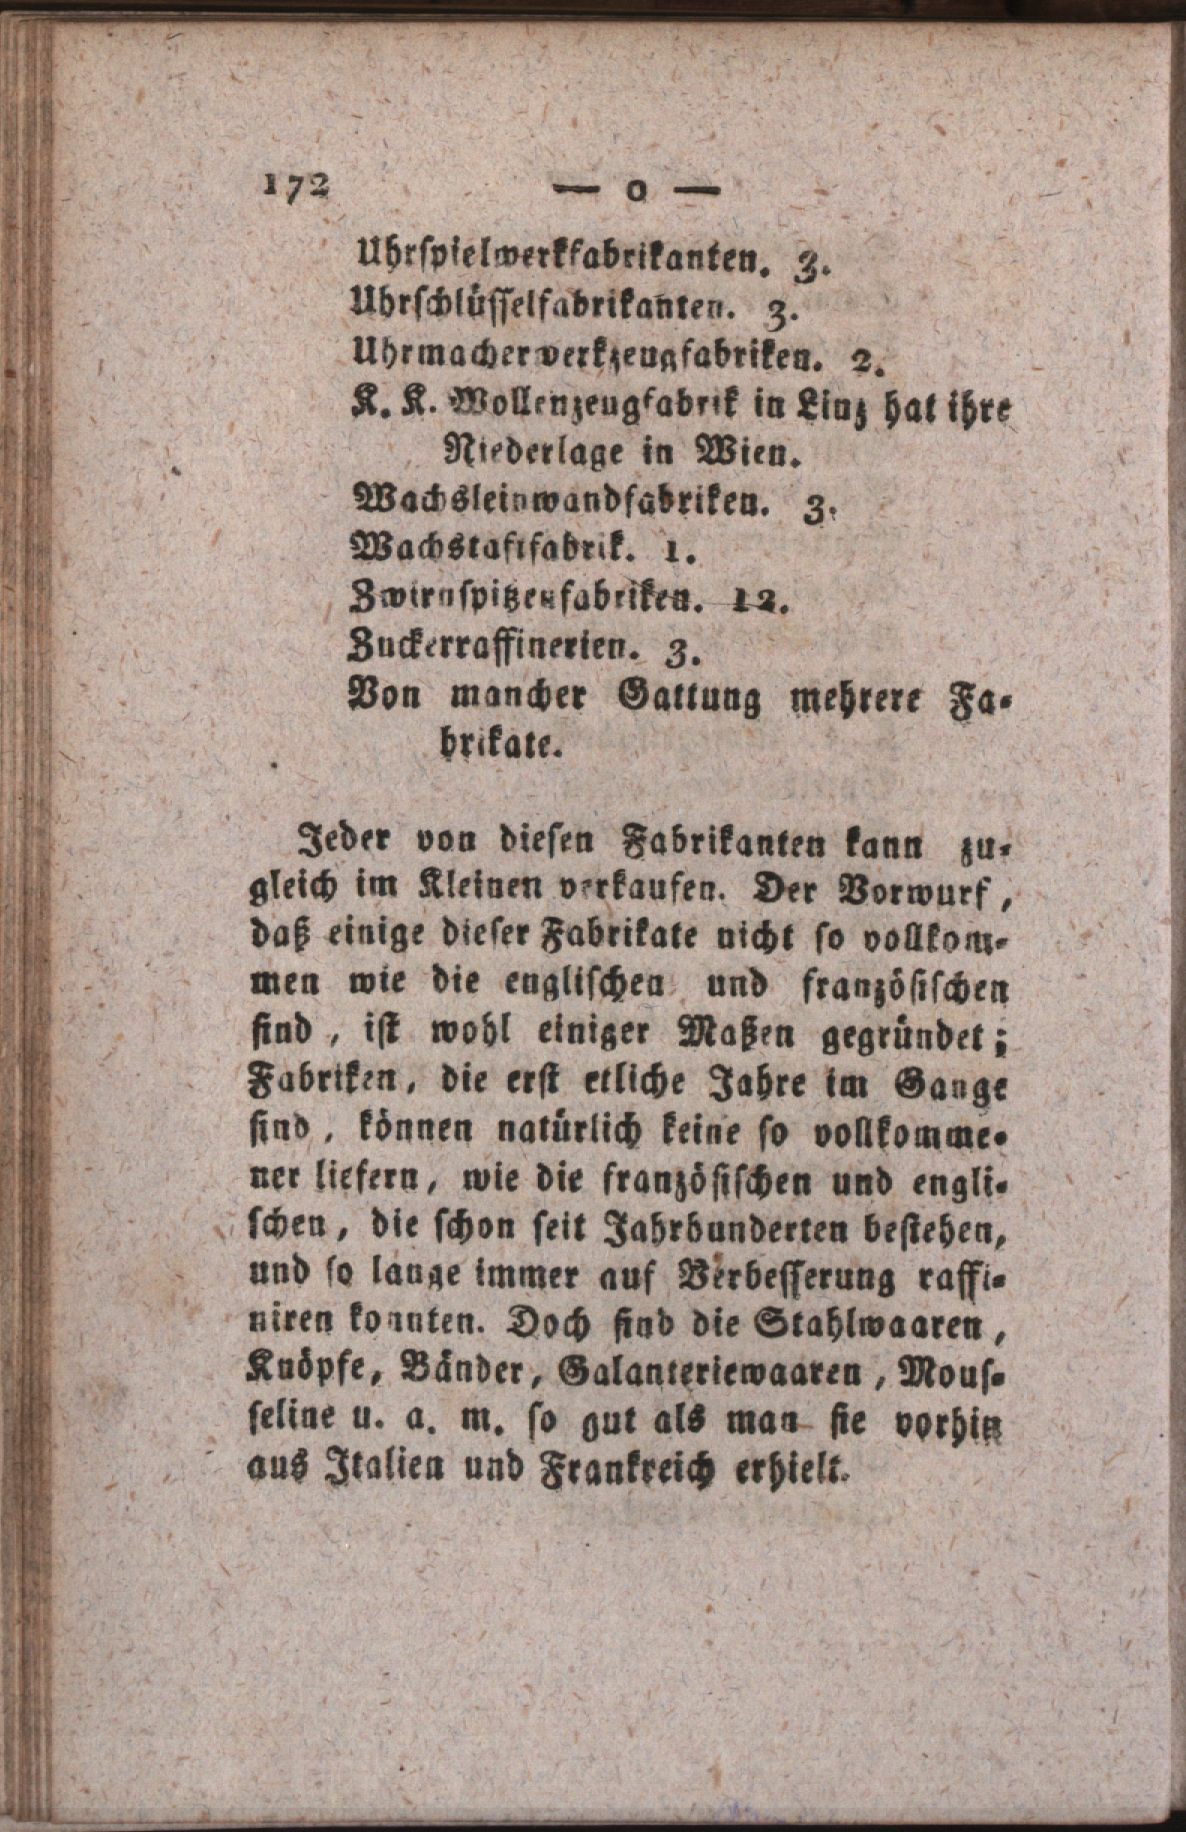 172 — 0 —
Uhrspielwerkfabrikanten. 3.
Uhrschlüsselfabrikanten. 3.
Uhrmacherwerkzeugfabriken. 2.
K. K. Wollenzeugfabrik in Linz hat ihre
Niederlage in Wien.
Wachsleinwandfabriken. 3.
Wachstaftfabrik. 1.
Zwirnspitzenfabriken. 12.
Zuckerraffinerien. 3.
Von mancher Gattung mehrere Fa-
brikate.
Jeder von diesen Fabrikanten kann zu-
gleich im Kleinen verkaufen. Der Vorwurf,
daß einige dieser Fabrikate nicht so vollkom-
men wie die englischen und französischen
sind, ist wohl einiger Maßen gegründet;
Fabriken, die erst etliche Jahre im Gange
sind, können natürlich keine so vollkomme-
ner liefern, wie die französischen und engli-
schen, die schon seit Jahrhunderten bestehen,
und so lange immer auf Verbesserung raffi-
niren konnten. Doch sind die Stahlwaaren,
Knöpfe, Bänder, Galanteriewaaren, Mous-
seline u. a. m. so gut als man sie vorhin
aus Italien und Frankreich erhielt.